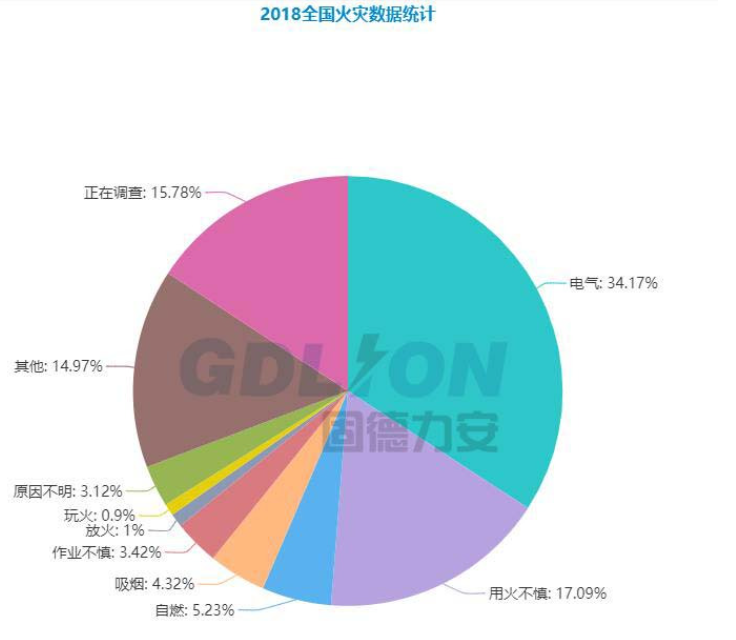 2018全国火灾数据统计
正在调查: 15.78%
电气: 34.17%
其他: 14.97%
GDLION
固德力安
原因不明: 3.12%
玩火: 0.9%
放火: 1%
作业不慎: 3.42%
吸烟: 4.32%
用火不慎: 17.09%
自燃: 5.23%